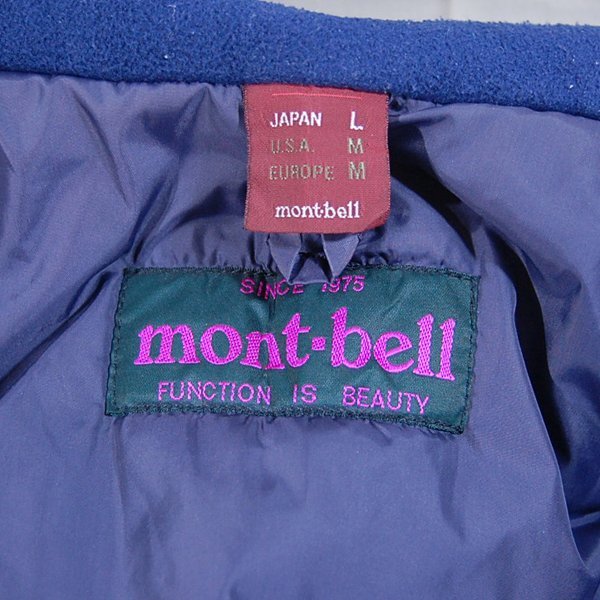 JAPAN L
U.S.A. M
EUROPE M
mont-bell
SINCE 1975
mont-bell
FUNCTION IS BEAUTY